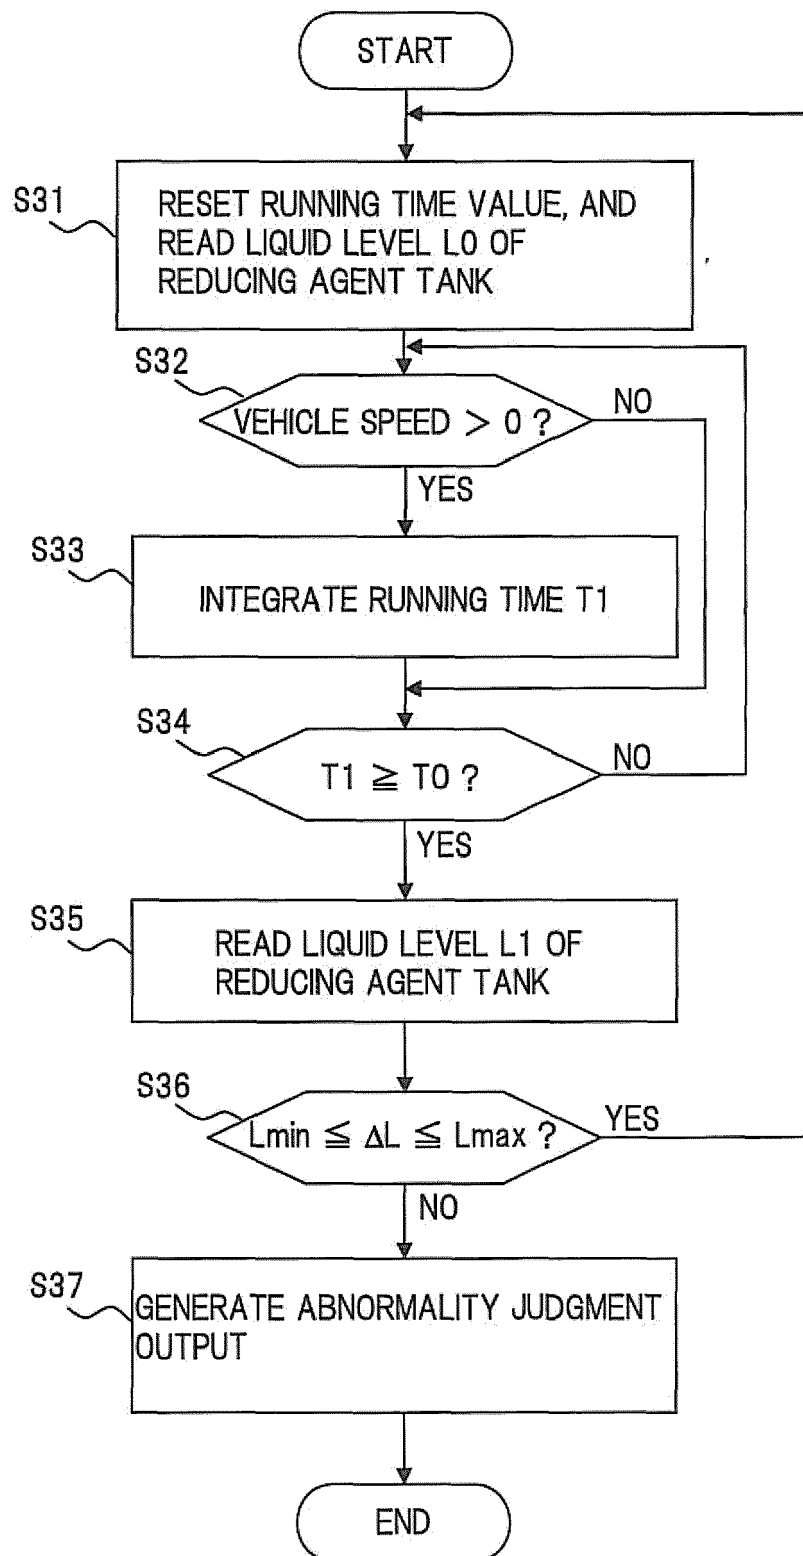 START
S31
RESET RUNNING TIME VALUE, AND
READ LIQUID LEVEL L0 OF
REDUCING AGENT TANK
S32
VEHICLE SPEED > 0 ?
NO
YES
S33
INTEGRATE RUNNING TIME T1
S34
T1 ≧ T0 ?
NO
YES
S35
READ LIQUID LEVEL L1 OF
REDUCING AGENT TANK
S36
Lmin ≦ ΔL ≦ Lmax ?
YES
NO
S37
GENERATE ABNORMALITY JUDGMENT
OUTPUT
END